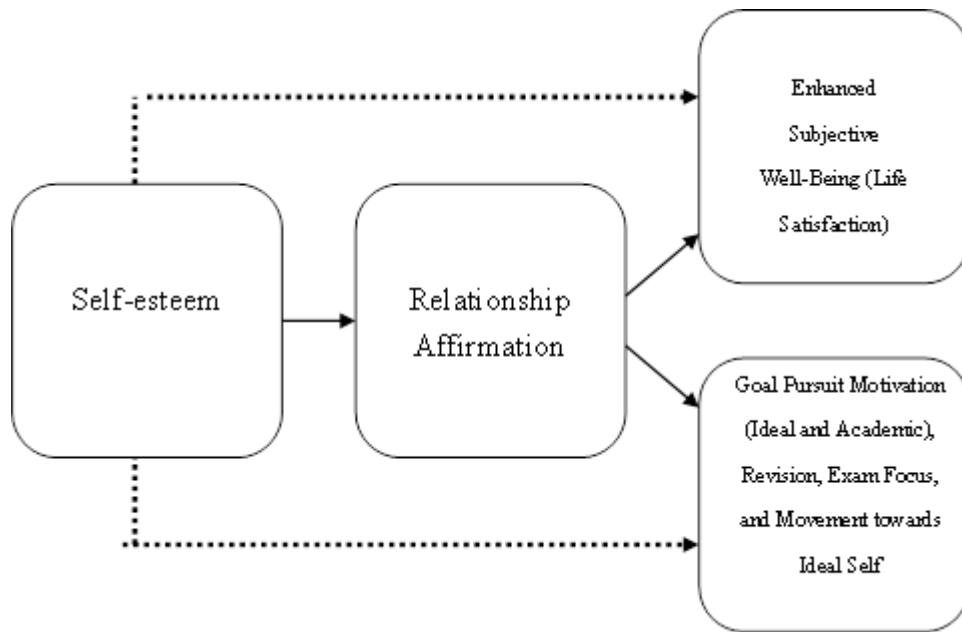 Enhanced
Subjective
Well-Being (Life
Satisfaction)
Self-esteem
Relationship
Affirmation
Goal Pursuit Motivation
(Ideal and Academic),
Revision, Exam Focus,
and Movement towards
Ideal Self